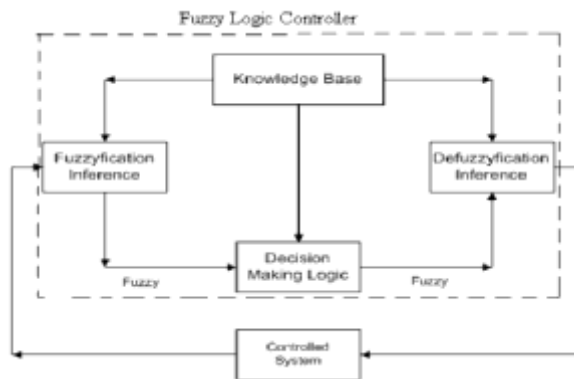 Fuzzy Logic Controller
Knowledge Base
Fuzzyfication
Inference
Defuzzyfication
Inference
Decision
Making Logic
Fuzzy
Fuzzy
Controlled
System